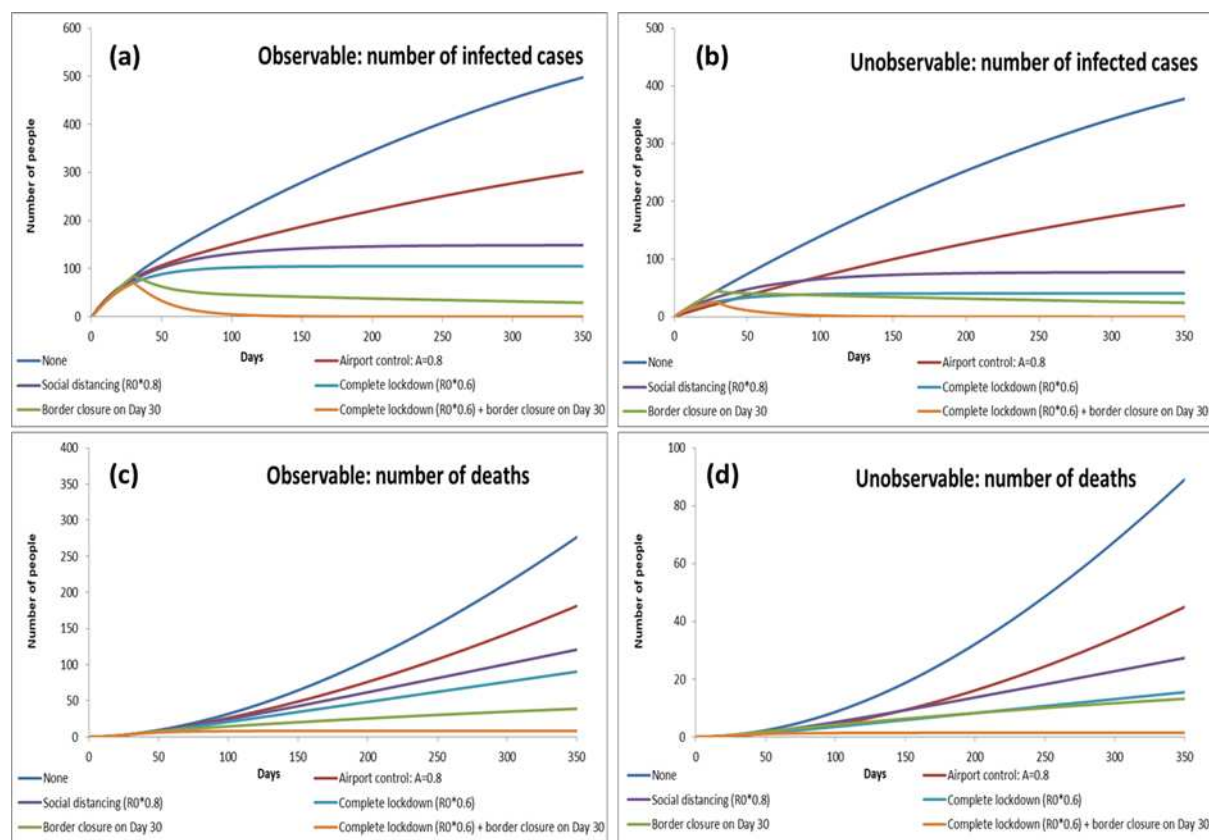 (a)
Observable: number of infected cases
Number of people
600
500
400
300
200
100
0
0 50 100 150 200 250 300 350
Days
None
Airport control: A=0.8
Social distancing (R0*0.8)
Complete lockdown (R0*0.6)
Border closure on Day 30
Complete lockdown (R0*0.6) + border closure on Day 30
(b)
Unobservable: number of infected cases
Number of people
500
400
300
200
100
0
0 50 100 150 200 250 300 350
Days
None
Airport control: A=0.8
Social distancing (R0*0.8)
Complete lockdown (R0*0.6)
Border closure on Day 30
Complete lockdown (R0*0.6) + border closure on Day 30
(c)
Observable: number of deaths
Number of people
400
350
300
250
200
150
100
50
0
0 50 100 150 200 250 300 350
Days
None
Airport control: A=0.8
Social distancing (R0*0.8)
Complete lockdown (R0*0.6)
Border closure on Day 30
Complete lockdown (R0*0.6) + border closure on Day 30
(d)
Unobservable: number of deaths
Number of people
100
80
60
40
20
0
0 50 100 150 200 250 300 350
Days
None
Airport control: A=0.8
Social distancing (R0*0.8)
Complete lockdown (R0*0.6)
Border closure on Day 30
Complete lockdown (R0*0.6) + border closure on Day 30